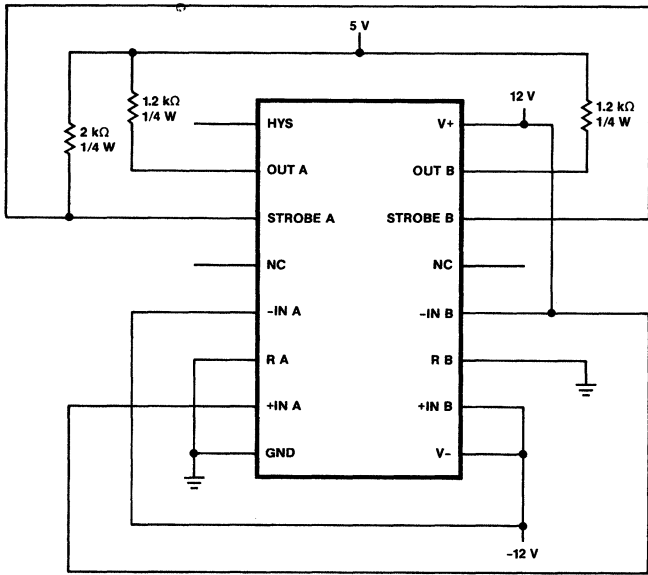 5 V
1.2 kΩ
1/4 W
12 V
1.2 kΩ
1/4 W
2 kΩ
1/4 W
HYS
V+
OUT A
OUT B
STROBE A
STROBE B
NC
NC
-IN A
-IN B
R A
R B
+IN A
+IN B
GND
V-
-12 V